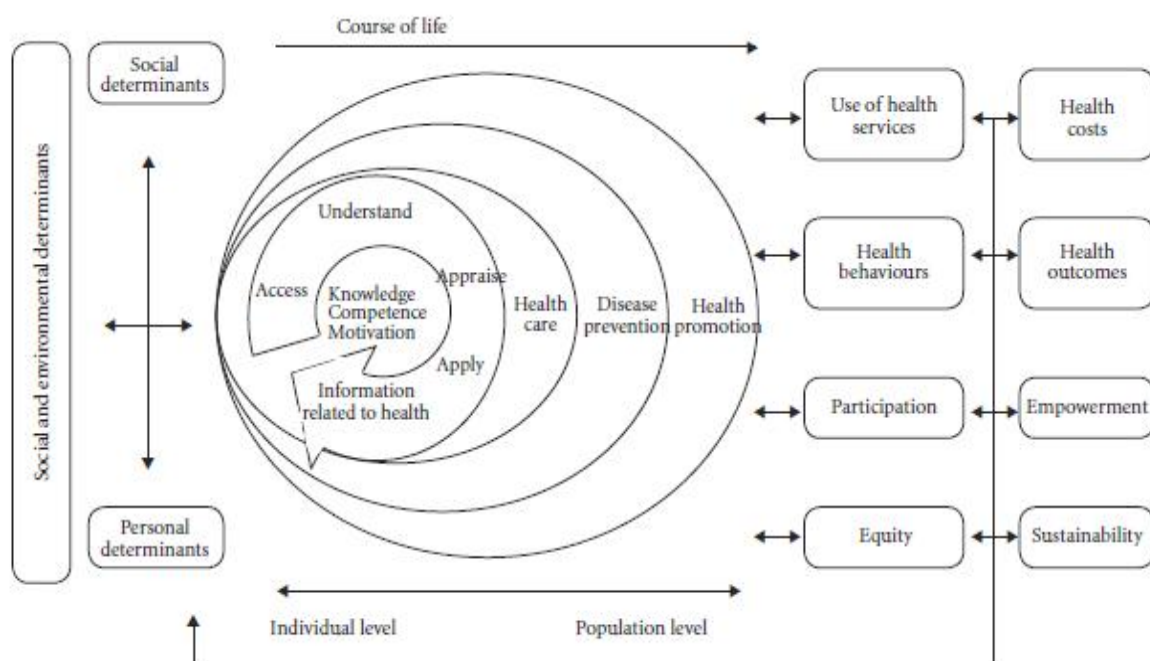 Course of life
Social and environmental determinants
Social
determinants
Personal
determinants
Understand
Access
Appraise
Knowledge
Competence
Motivation
Apply
Information
related to health
Health
care
Disease
prevention
Health
promotion
Individual level
Population level
Use of health
services
Health
costs
Health
behaviours
Health
outcomes
Participation
Empowerment
Equity
Sustainability